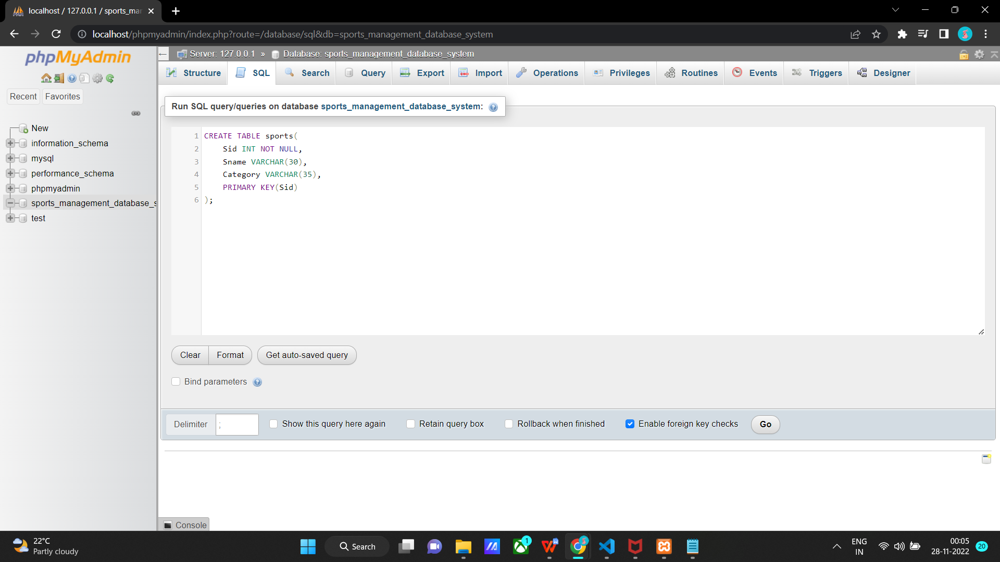 localhost / 127.0.0.1 / sports_mar
localhost/phpmyadmin/index.php?route=/database/sql&db=sports_management_database_system
phpMyAdmin
Recent
Favorites
New
information_schema
mysql
performance_schema
phpmyadmin
sports_management_database_s
test
Server: 127.0.0.1 » Database: sports_management_database_system
Structure SQL Search Query Export Import Operations Privileges Routines Events Triggers Designer
Run SQL query/queries on database sports_management_database_system:
1 CREATE TABLE sports(
2 Sid INT NOT NULL,
3 Sname VARCHAR(30),
4 Category VARCHAR(35),
5 PRIMARY KEY(Sid)
6 );
Clear Format Get auto-saved query
Bind parameters
Delimiter ; Show this query here again Retain query box Rollback when finished Enable foreign key checks Go
Console
22°C
Partly cloudy
Search
1
ENG
IN
00:05
28-11-2022
20